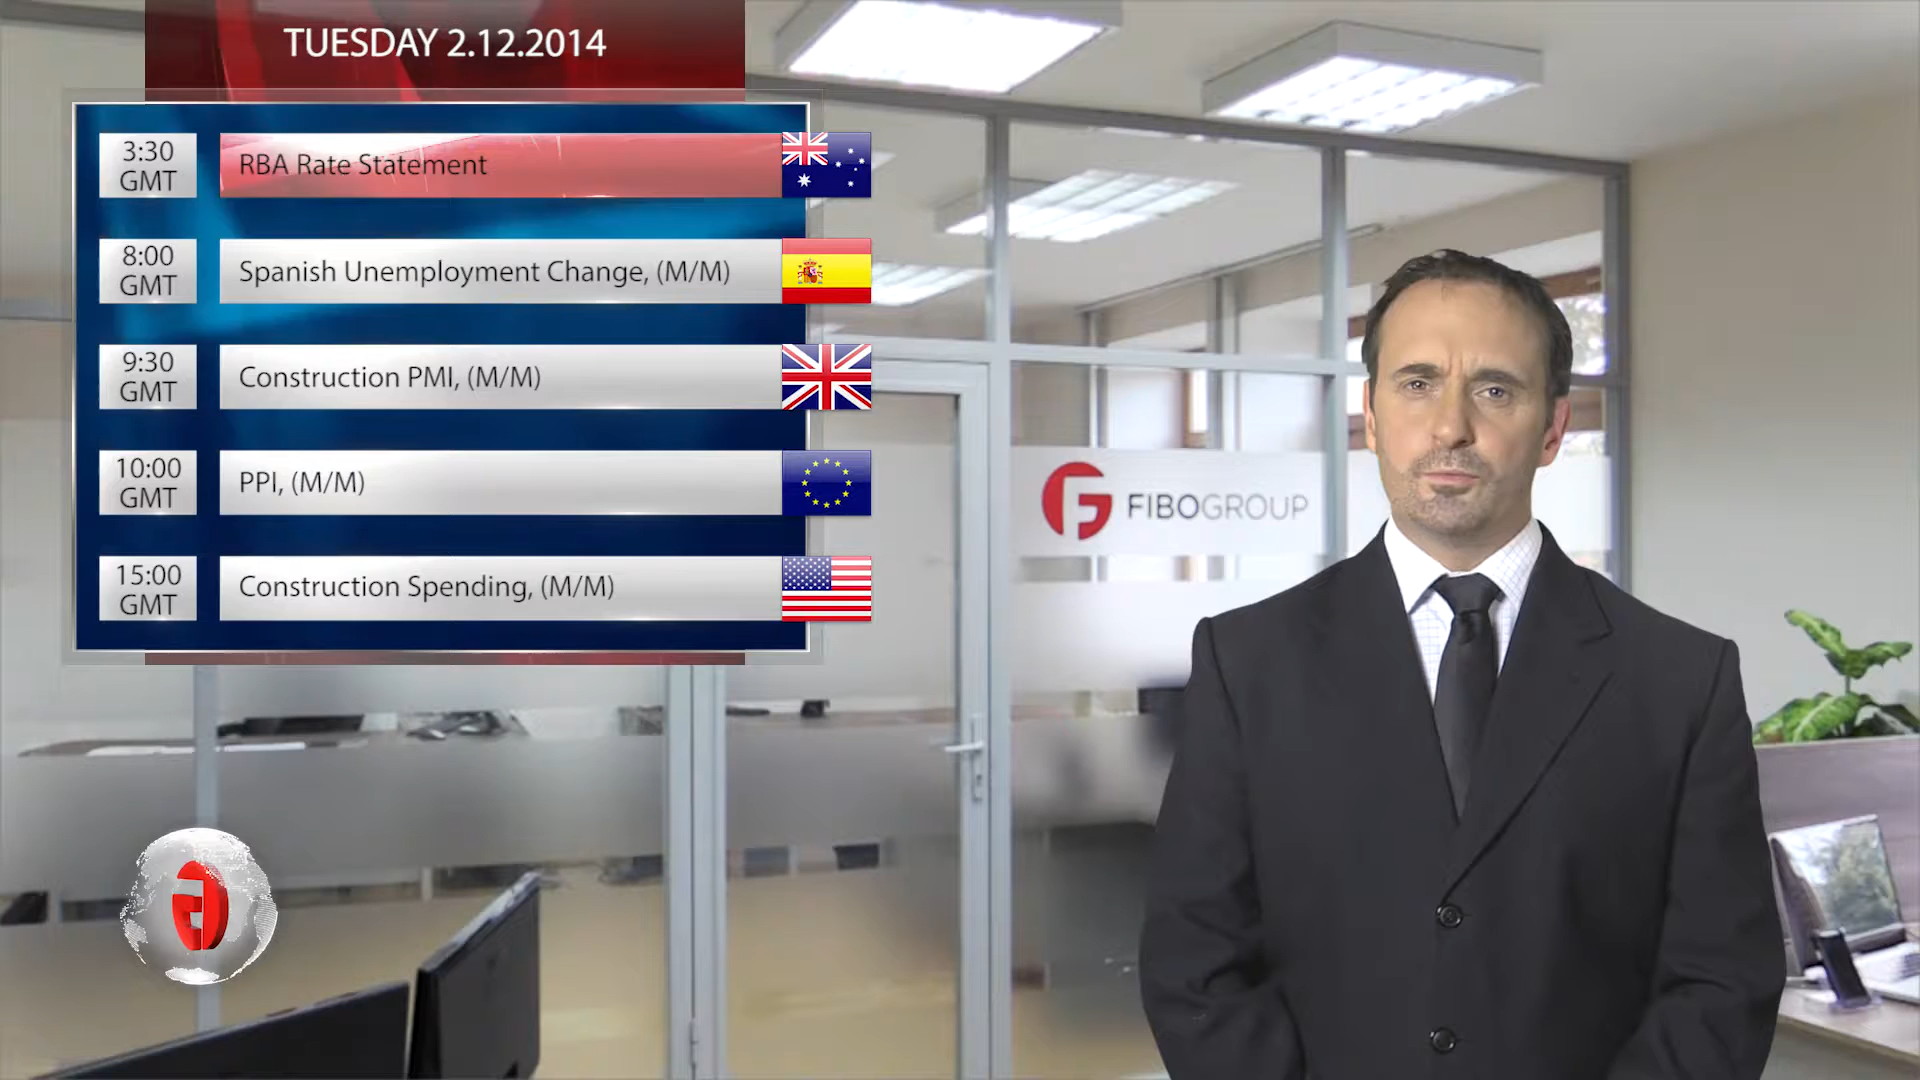 TUESDAY 2.12.2014
3:30
GMT
RBA Rate Statement
8:00
GMT
Spanish Unemployment Change, (M/M)
9:30
GMT
Construction PMI, (M/M)
10:00
GMT
PPI, (M/M)
15:00
GMT
Construction Spending, (M/M)
FIBOGROUP